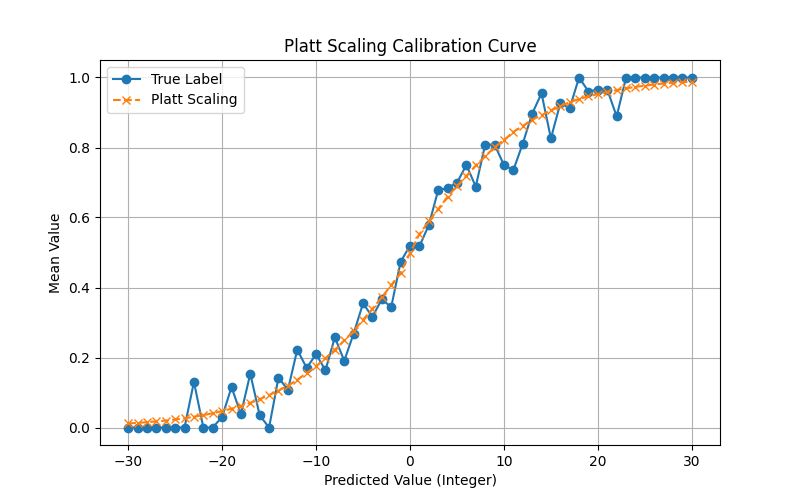 Platt Scaling Calibration Curve
True Label
Platt Scaling
Mean Value
1.0
0.8
0.6
0.4
0.2
0.0
−30 −20 −10 0 10 20 30
Predicted Value (Integer)